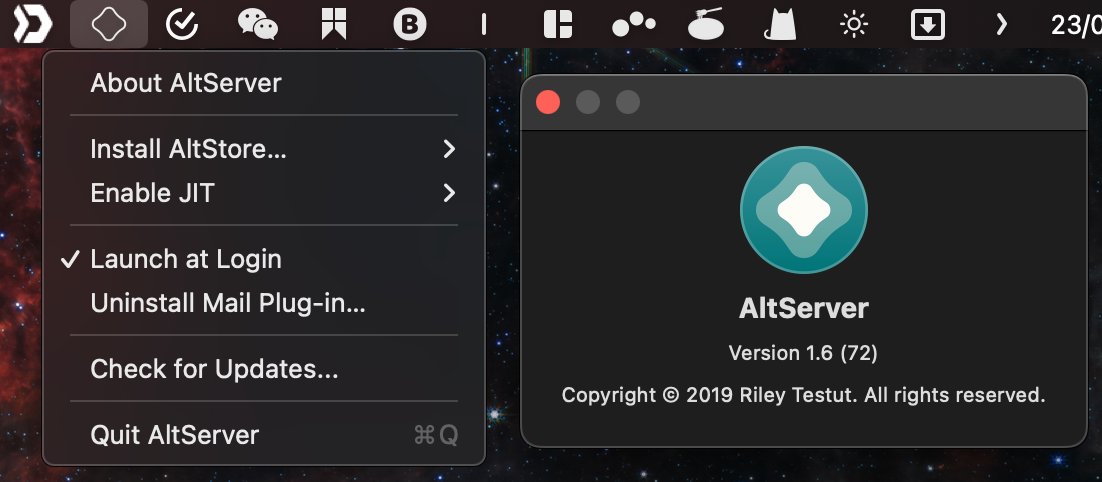 B
23/0
About AltServer
Install AltStore...
Enable JIT
Launch at Login
Uninstall Mail Plug-in...
Check for Updates...
Quit AltServer ⌘Q
AltServer
Version 1.6 (72)
Copyright © 2019 Riley Testut. All rights reserved.